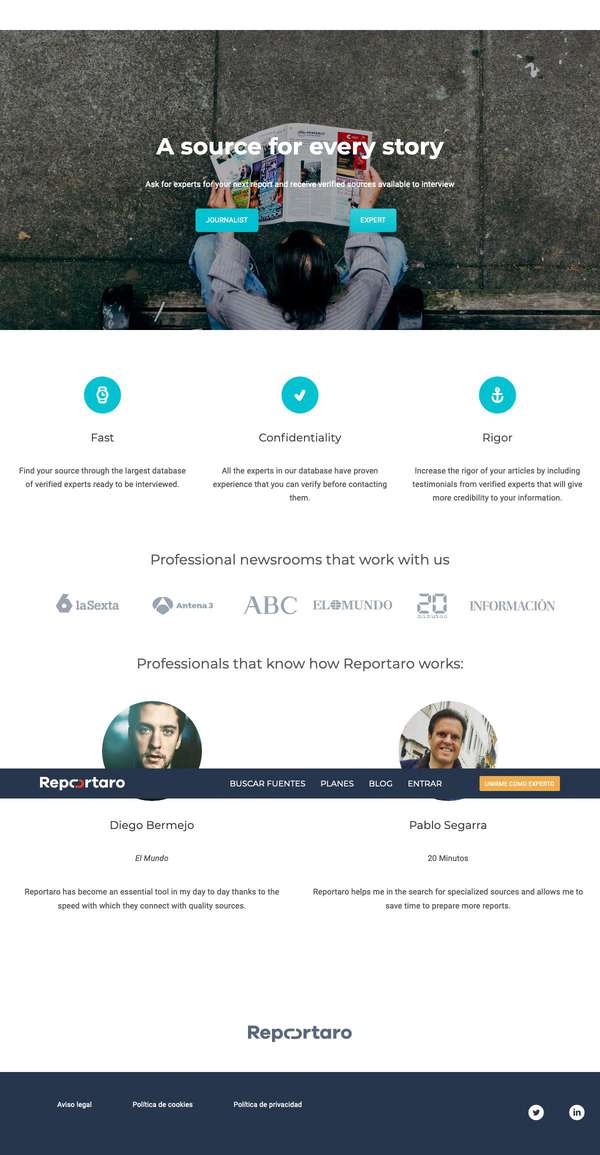 A source for every story
Ask for experts for your next report and receive verified sources available to interview
JOURNALIST
EXPERT
Fast
Confidentiality
Rigor
Find your source through the largest database
of verified experts ready to be interviewed.
All the experts in our database have proven
experience that you can verify before contacting
them.
Increase the rigor of your articles by including
testimonials from verified experts that will give
more credibility to your information.
Professional newsrooms that work with us
laSexta
Antena 3
ABC
EL MUNDO
20
minutos
INFORMACIÓN
Professionals that know how Reportaro works:
Reportaro
BUSCAR FUENTES
PLANES
BLOG
ENTRAR
UNIRME COMO EXPERTO
Diego Bermejo
Pablo Segarra
El Mundo
20 Minutos
Reportaro has become an essential tool in my day to day thanks to the
speed with which they connect with quality sources.
Reportaro helps me in the search for specialized sources and allows me to
save time to prepare more reports.
Reportaro
Aviso legal
Política de cookies
Política de privacidad